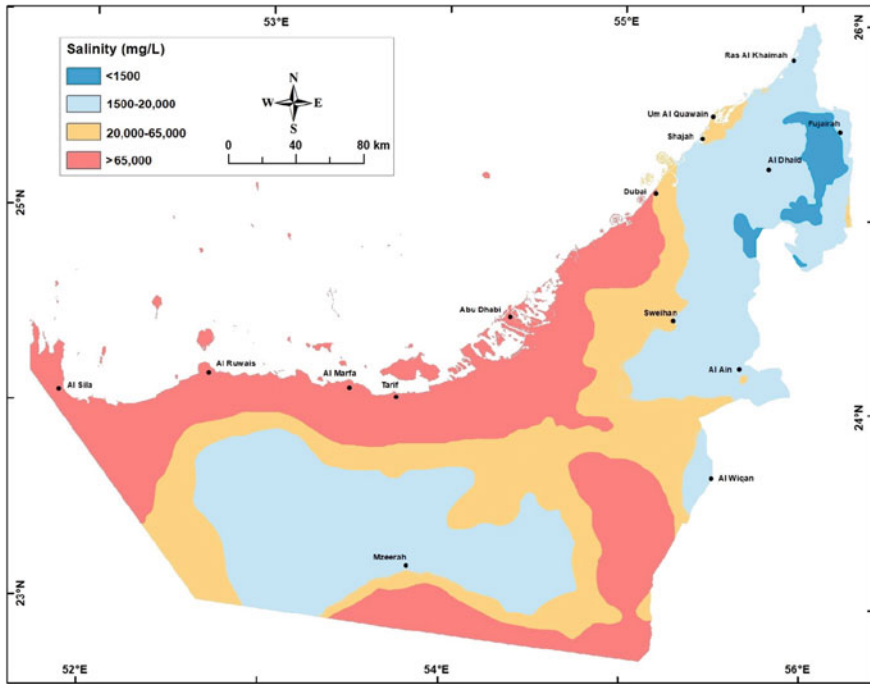 53°E
55°E
26°N
Salinity (mg/L)
<1500
1500-20,000
20,000-65,000
>65,000
N
W E
S
0 40 80 km
Ras Al Khaimah
Um Al Quawain
Fujairah
Shajah
Al Dhaid
25°N
Dubai
Abu Dhabi
Sweihan
Al Ruwais
Al Ain
Al Sila
Al Marfa
Tarif
24°N
Al Wiqan
Mzeerah
23°N
52°E
54°E
56°E